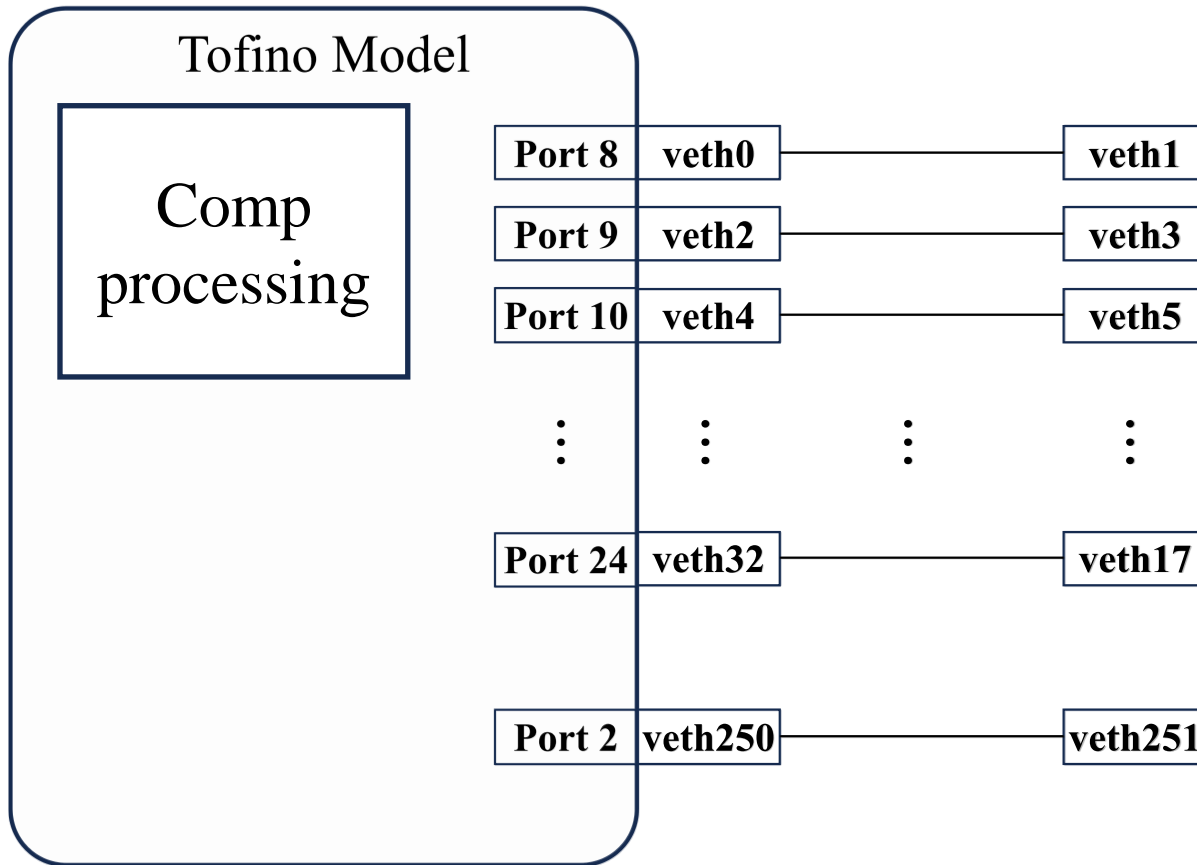 Tofino Model
Comp
processing
Port 8 veth0 veth1
Port 9 veth2 veth3
Port 10 veth4 veth5
Port 24 veth32 veth17
Port 2 veth250 veth251